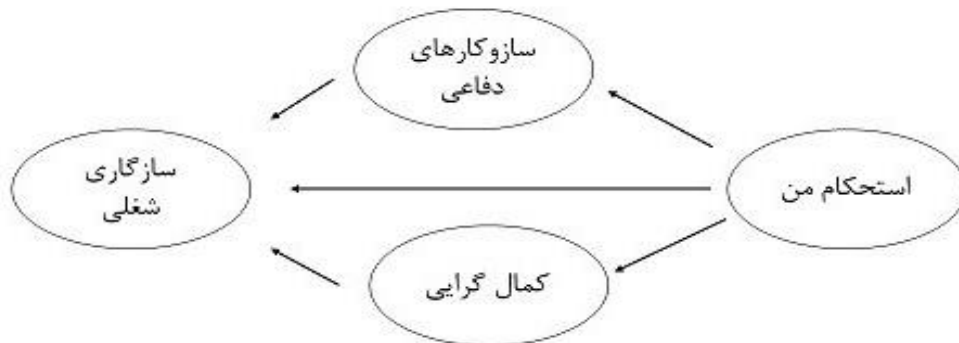 سازوکارهای
دفاعی
استحکام من
سازگاری
شغلی
کمال گرایی